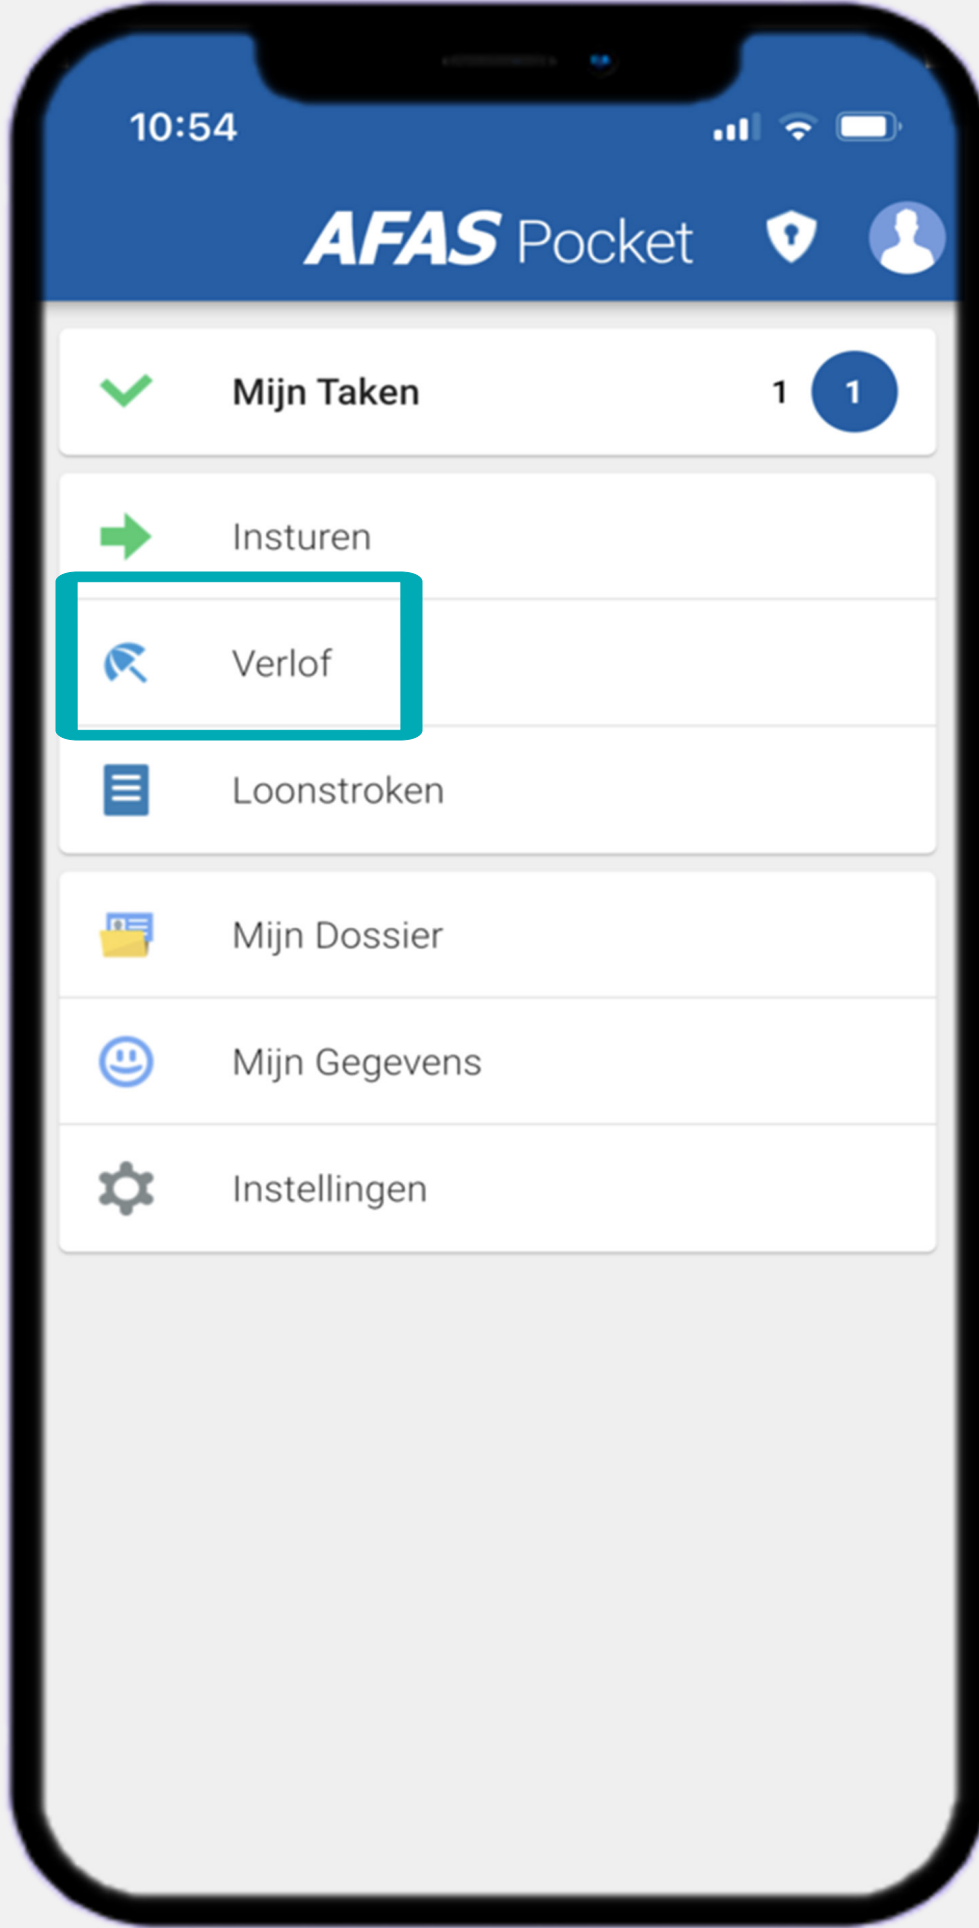 10:54
AFAS Pocket
Mijn Taken 1 1
Insturen
Verlof
Loonstroken
Mijn Dossier
Mijn Gegevens
Instellingen